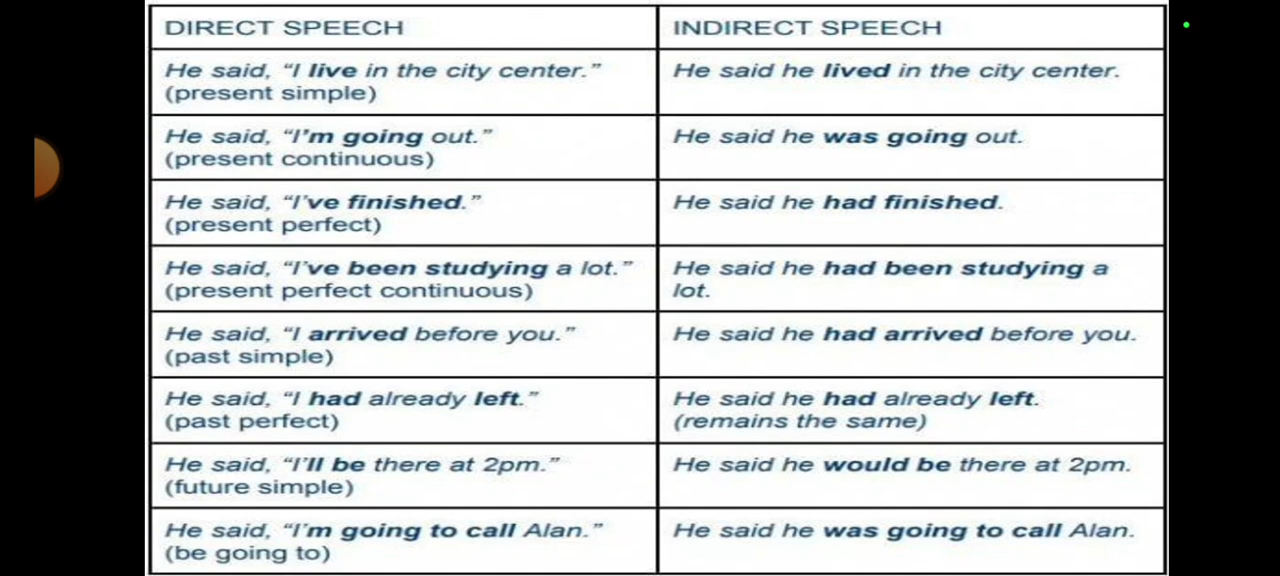 DIRECT SPEECH
INDIRECT SPEECH
He said, “I live in the city center.”
(present simple)
He said he lived in the city center.
He said, “I’m going out.”
(present continuous)
He said he was going out.
He said, “I’ve finished.”
(present perfect)
He said he had finished.
He said, “I’ve been studying a lot.”
(present perfect continuous)
He said he had been studying a
lot.
He said, “I arrived before you.”
(past simple)
He said he had arrived before you.
He said, “I had already left.”
(past perfect)
He said he had already left.
(remains the same)
He said, “I’ll be there at 2pm.”
(future simple)
He said he would be there at 2pm.
He said, “I’m going to call Alan.”
(be going to)
He said he was going to call Alan.